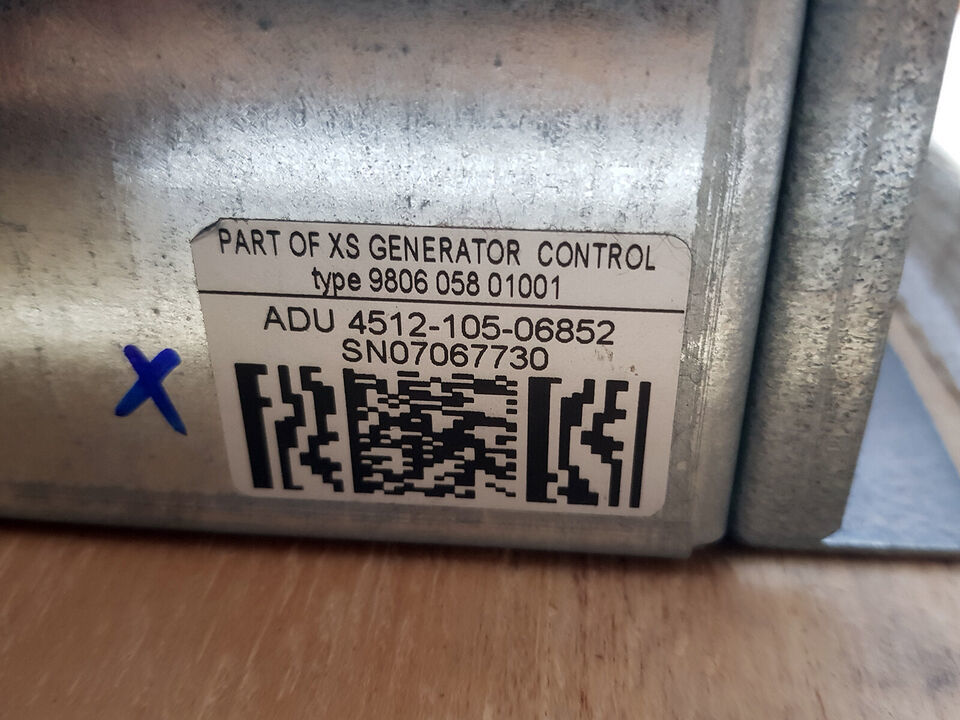 PART OF XS GENERATOR CONTROL
type 9806 058 01001
ADU 4512-105-06852
SN07067730
X